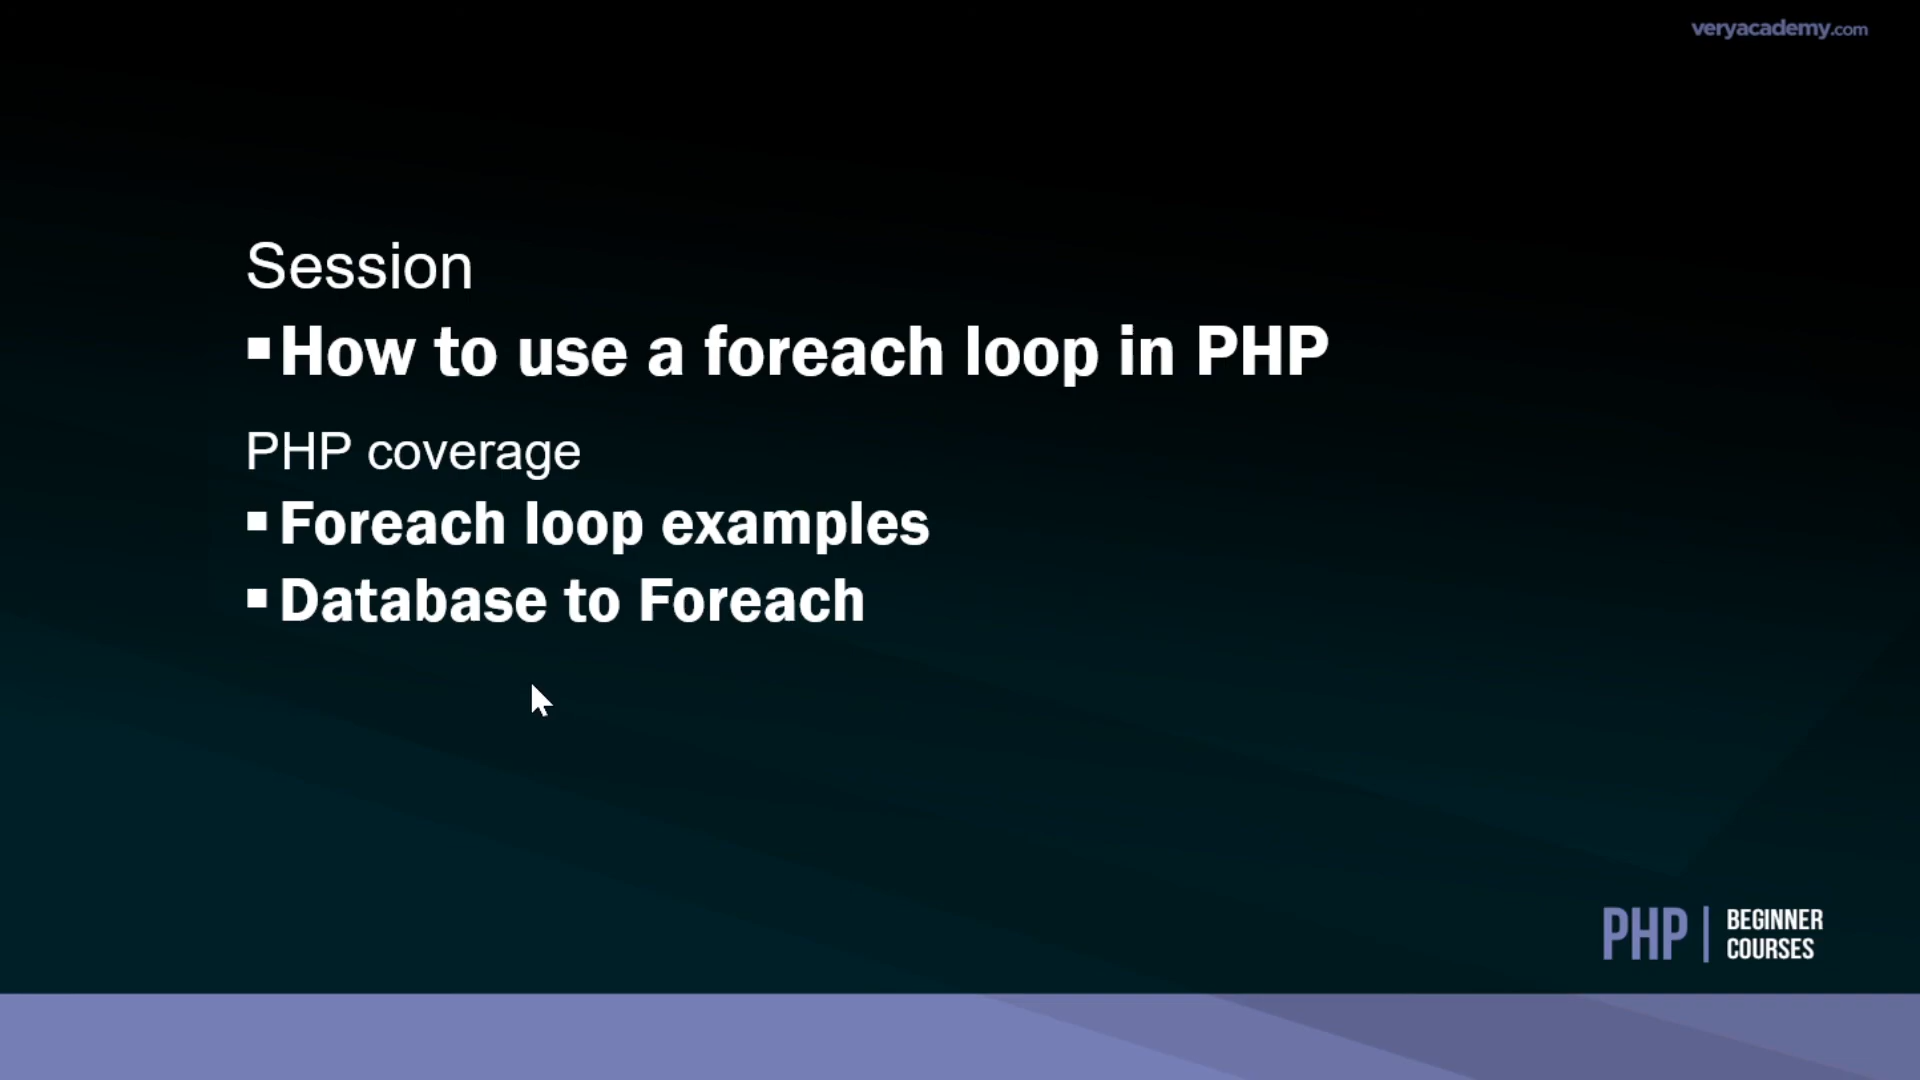 veryacademy.com
Session
▪How to use a foreach loop in PHP
PHP coverage
▪Foreach loop examples
▪Database to Foreach
PHP | BEGINNER
COURSES